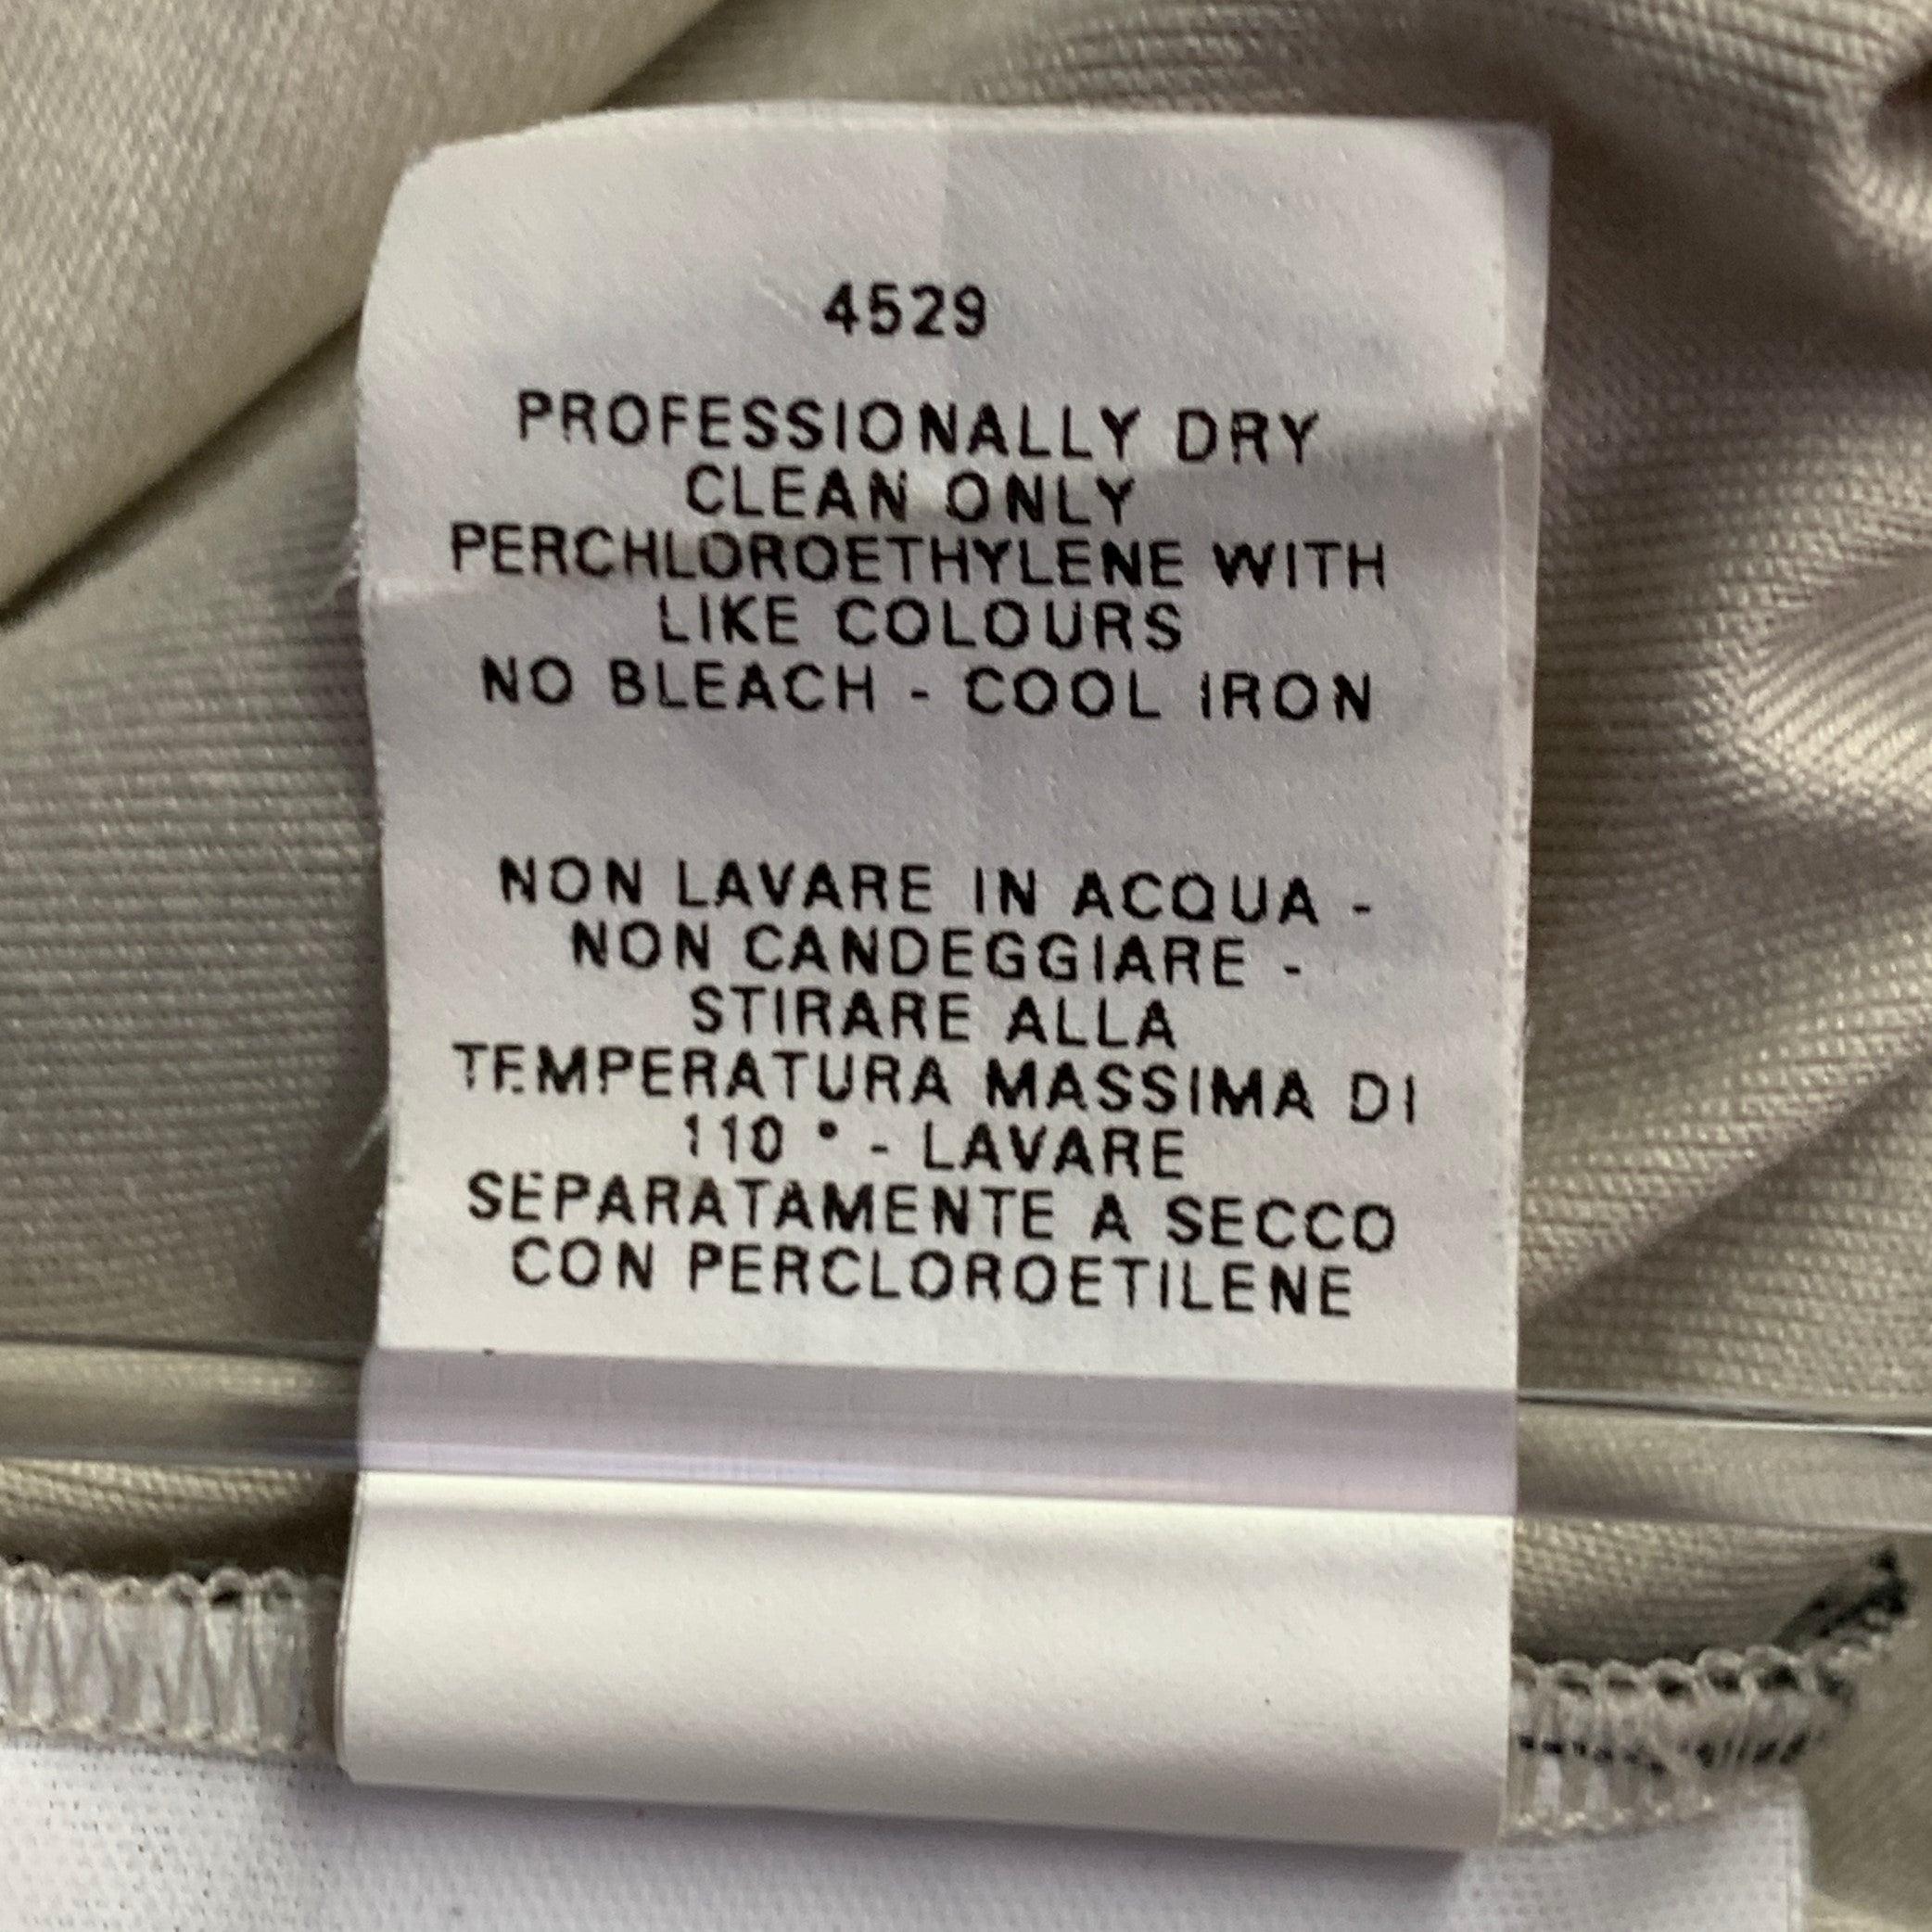 4529
PROFESSIONALLY DRY
CLEAN ONLY
PERCHLOROETHYLENE WITH
LIKE COLOURS
NO BLEACH - COOL IRON
NON LAVARE IN ACQUA -
NON CANDEGGIARE -
STIRARE ALLA
TEMPERATURA MASSIMA DI
110 ° - LAVARE
SEPARATAMENTE A SECCO
CON PERCLOROETILENE